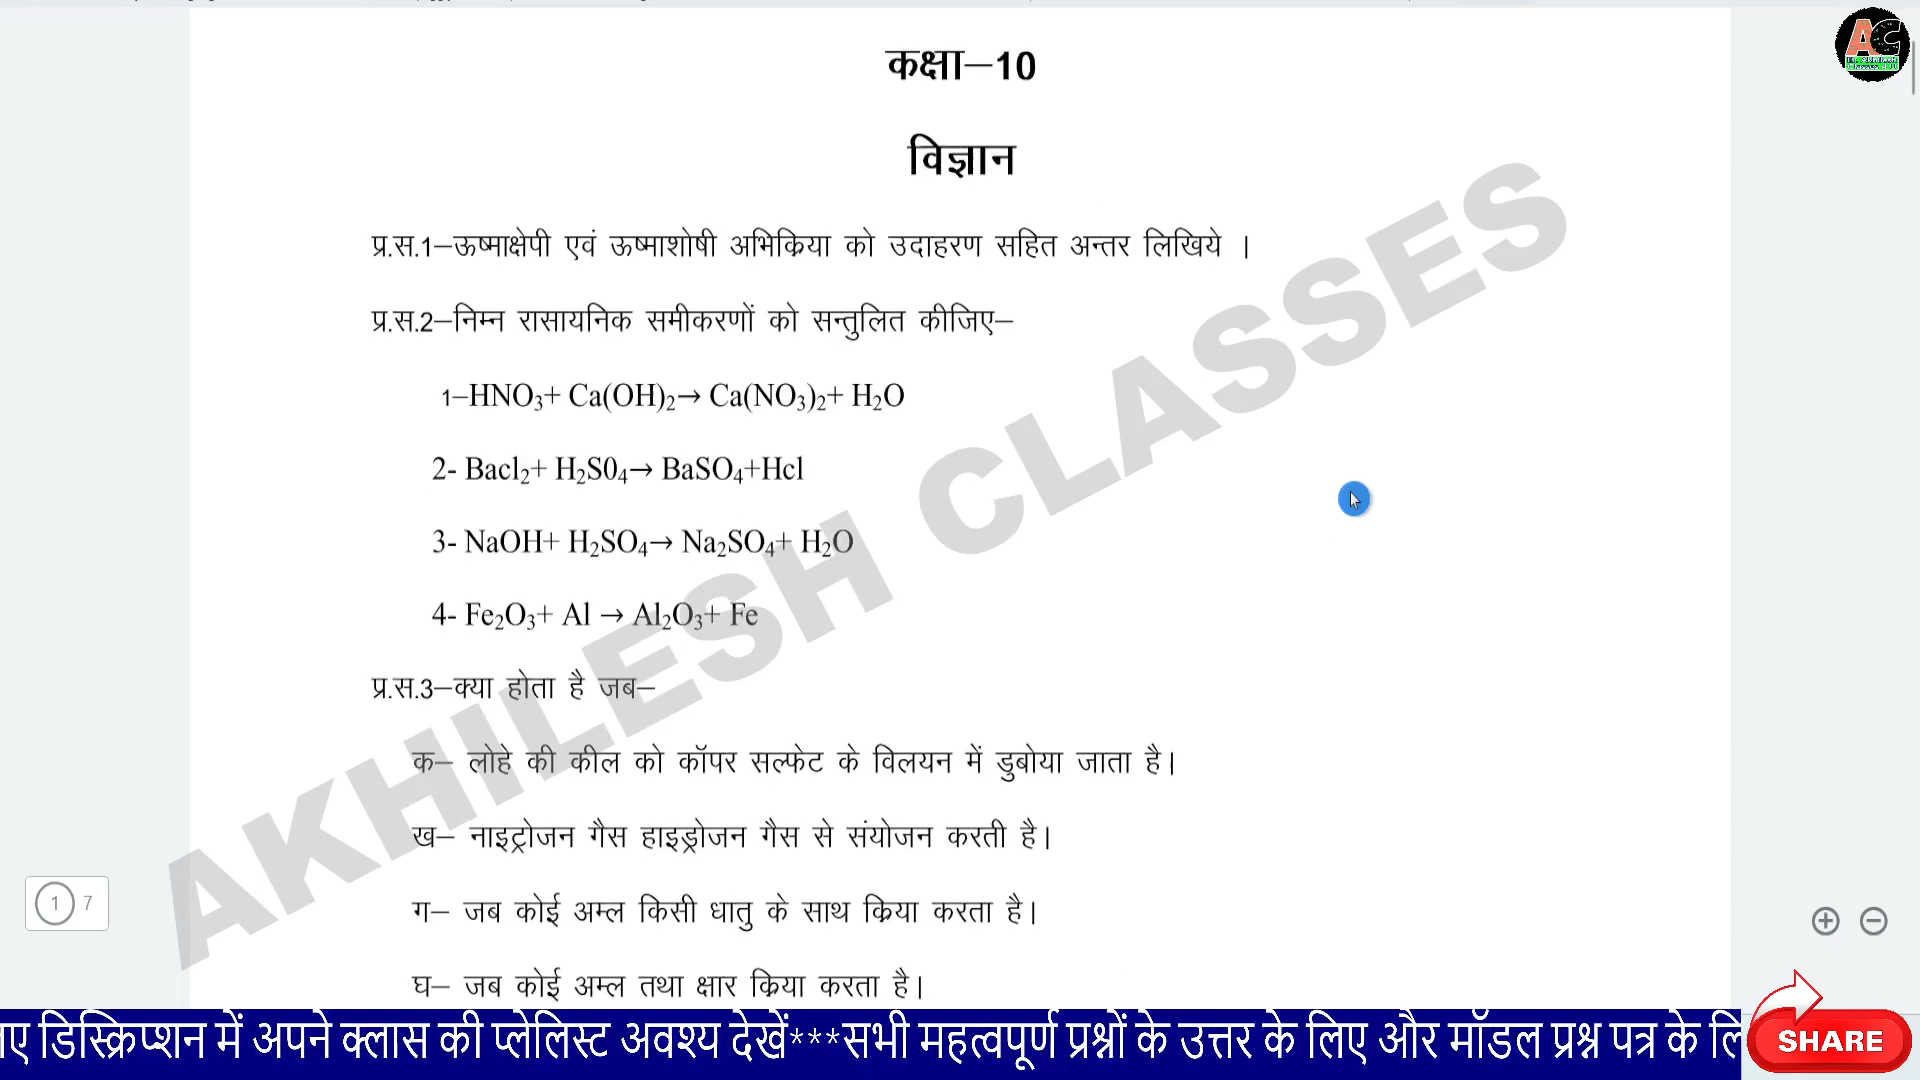 कक्षा–10
विज्ञान
प्र.स.1–ऊष्माक्षेपी एवं ऊष्माशोषी अभिक्रिया को उदाहरण सहित अन्तर लिखिये ।
प्र.स.2–निम्न रासायनिक समीकरणों को सन्तुलित कीजिए–
1–HNO₃+ Ca(OH)₂→ Ca(NO₃)₂+ H₂O
2- Bacl₂+ H₂S0₄→ BaSO₄+Hcl
3- NaOH+ H₂SO₄→ Na₂SO₄+ H₂O
4- Fe₂O₃+ Al → Al₂O₃+ Fe
प्र.स.3–क्या होता है जब–
क– लोहे की कील को कॉपर सल्फेट के विलयन में डुबोया जाता है।
ख– नाइट्रोजन गैस हाइड्रोजन गैस से संयोजन करती है।
ग– जब कोई अम्ल किसी धातु के साथ क्रिया करता है।
घ– जब कोई अम्ल तथा क्षार क्रिया करता है।
AKHILESH CLASSES
AC
1 7
डिस्क्रिप्शन में अपने क्लास की प्लेलिस्ट अवश्य देखें***सभी महत्वपूर्ण प्रश्नों के उत्तर के लिए और मॉडल प्रश्न पत्र के
SHARE